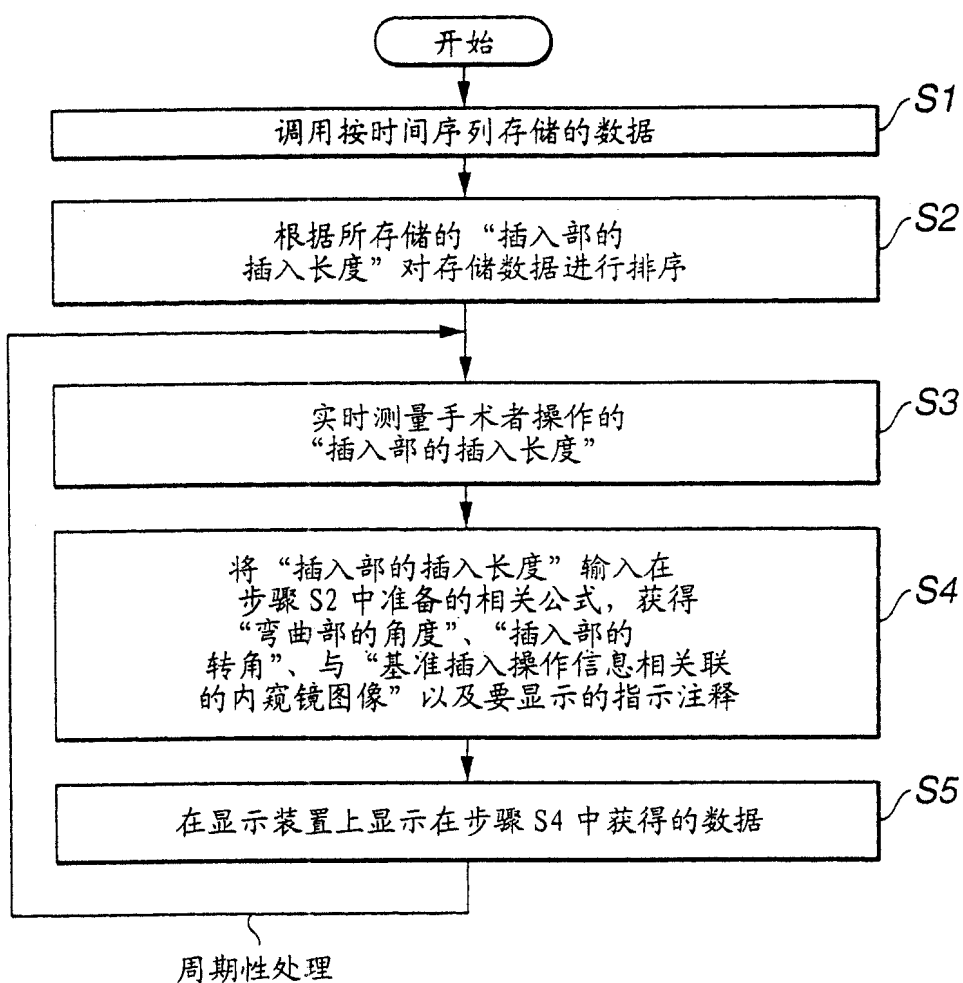 开始
S1
调用按时间序列存储的数据
S2
根据所存储的“插入部的
插入长度”对存储数据进行排序
S3
实时测量手术者操作的
“插入部的插入长度”
S4
将“插入部的插入长度”输入在
步骤S2中准备的相关公式，获得
“弯曲部的角度”、“插入部的
转角”、与“基准插入操作信息相关联
的内窥镜图像”以及要显示的指示注释
S5
在显示装置上显示在步骤S4中获得的数据
周期性处理